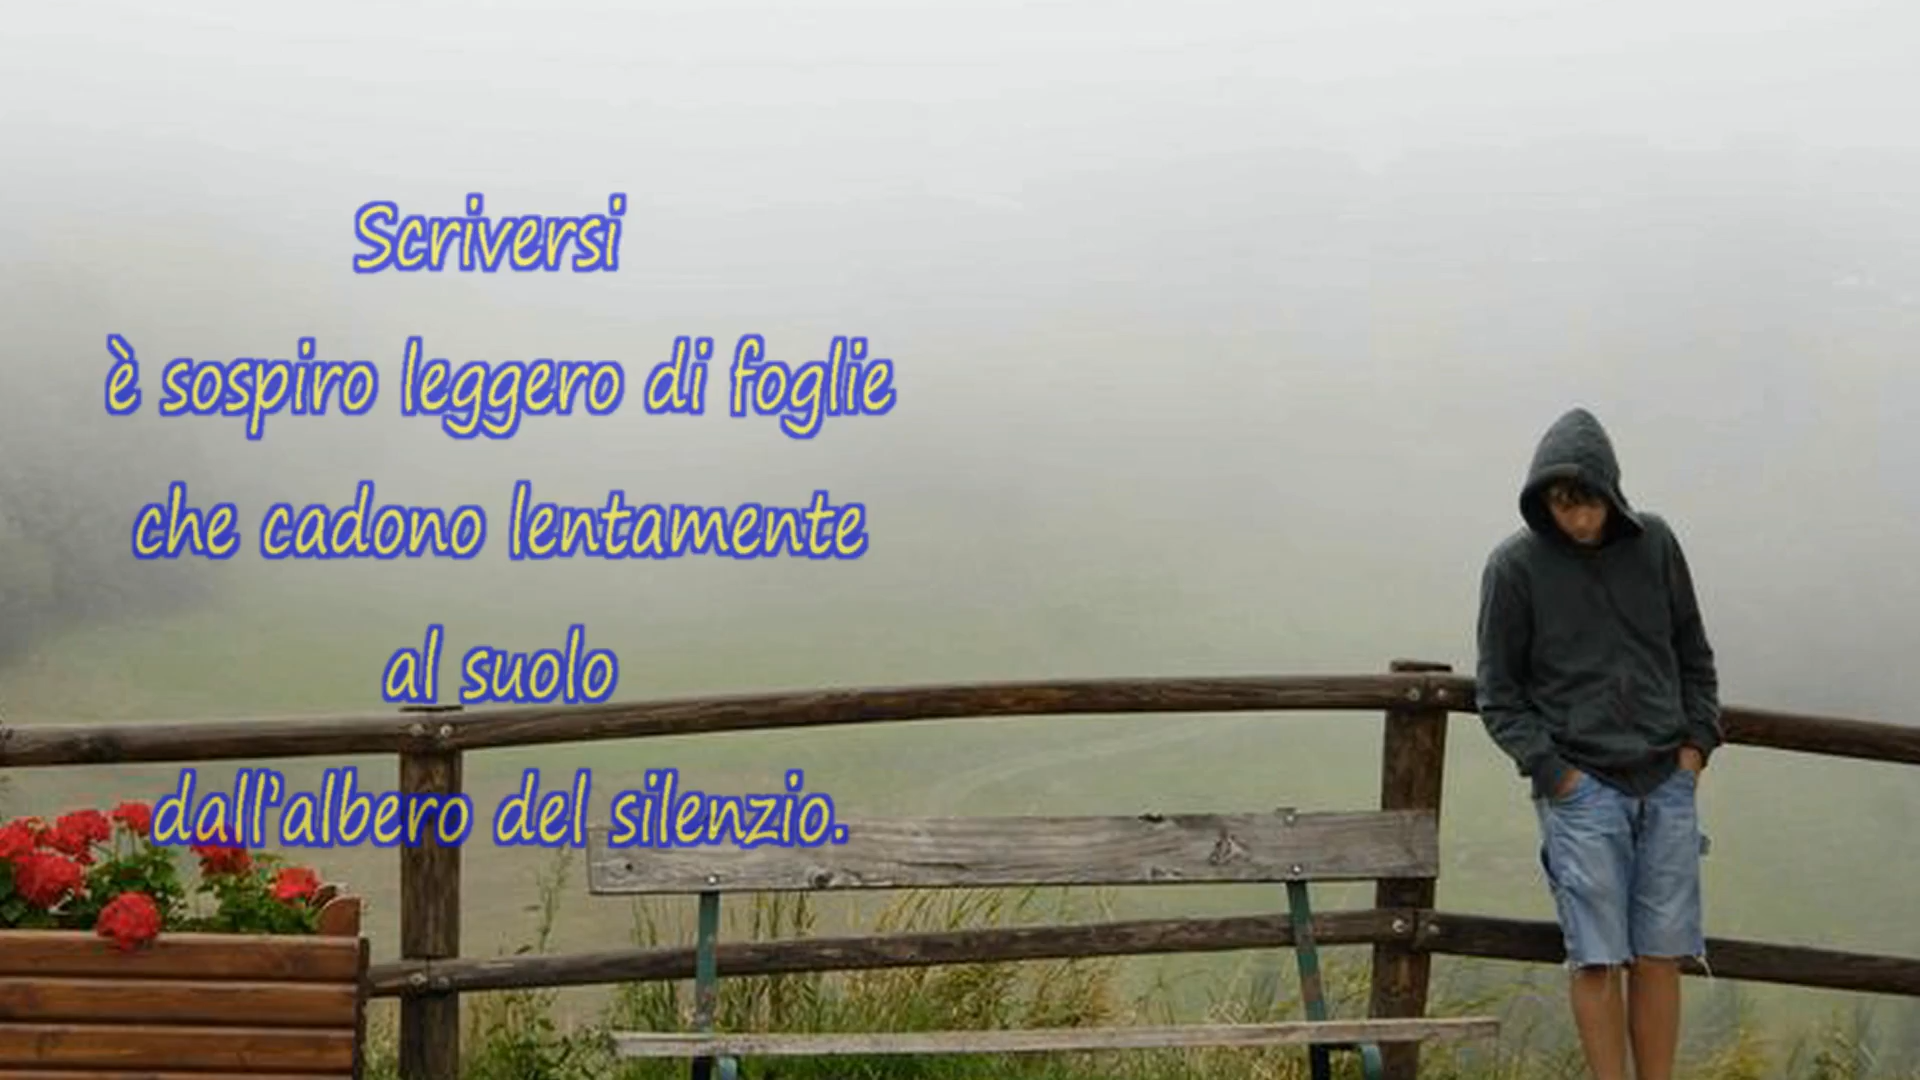 Scriversi
è sospiro leggero di foglie
che cadono lentamente
al suolo
dall'albero del silenzio.